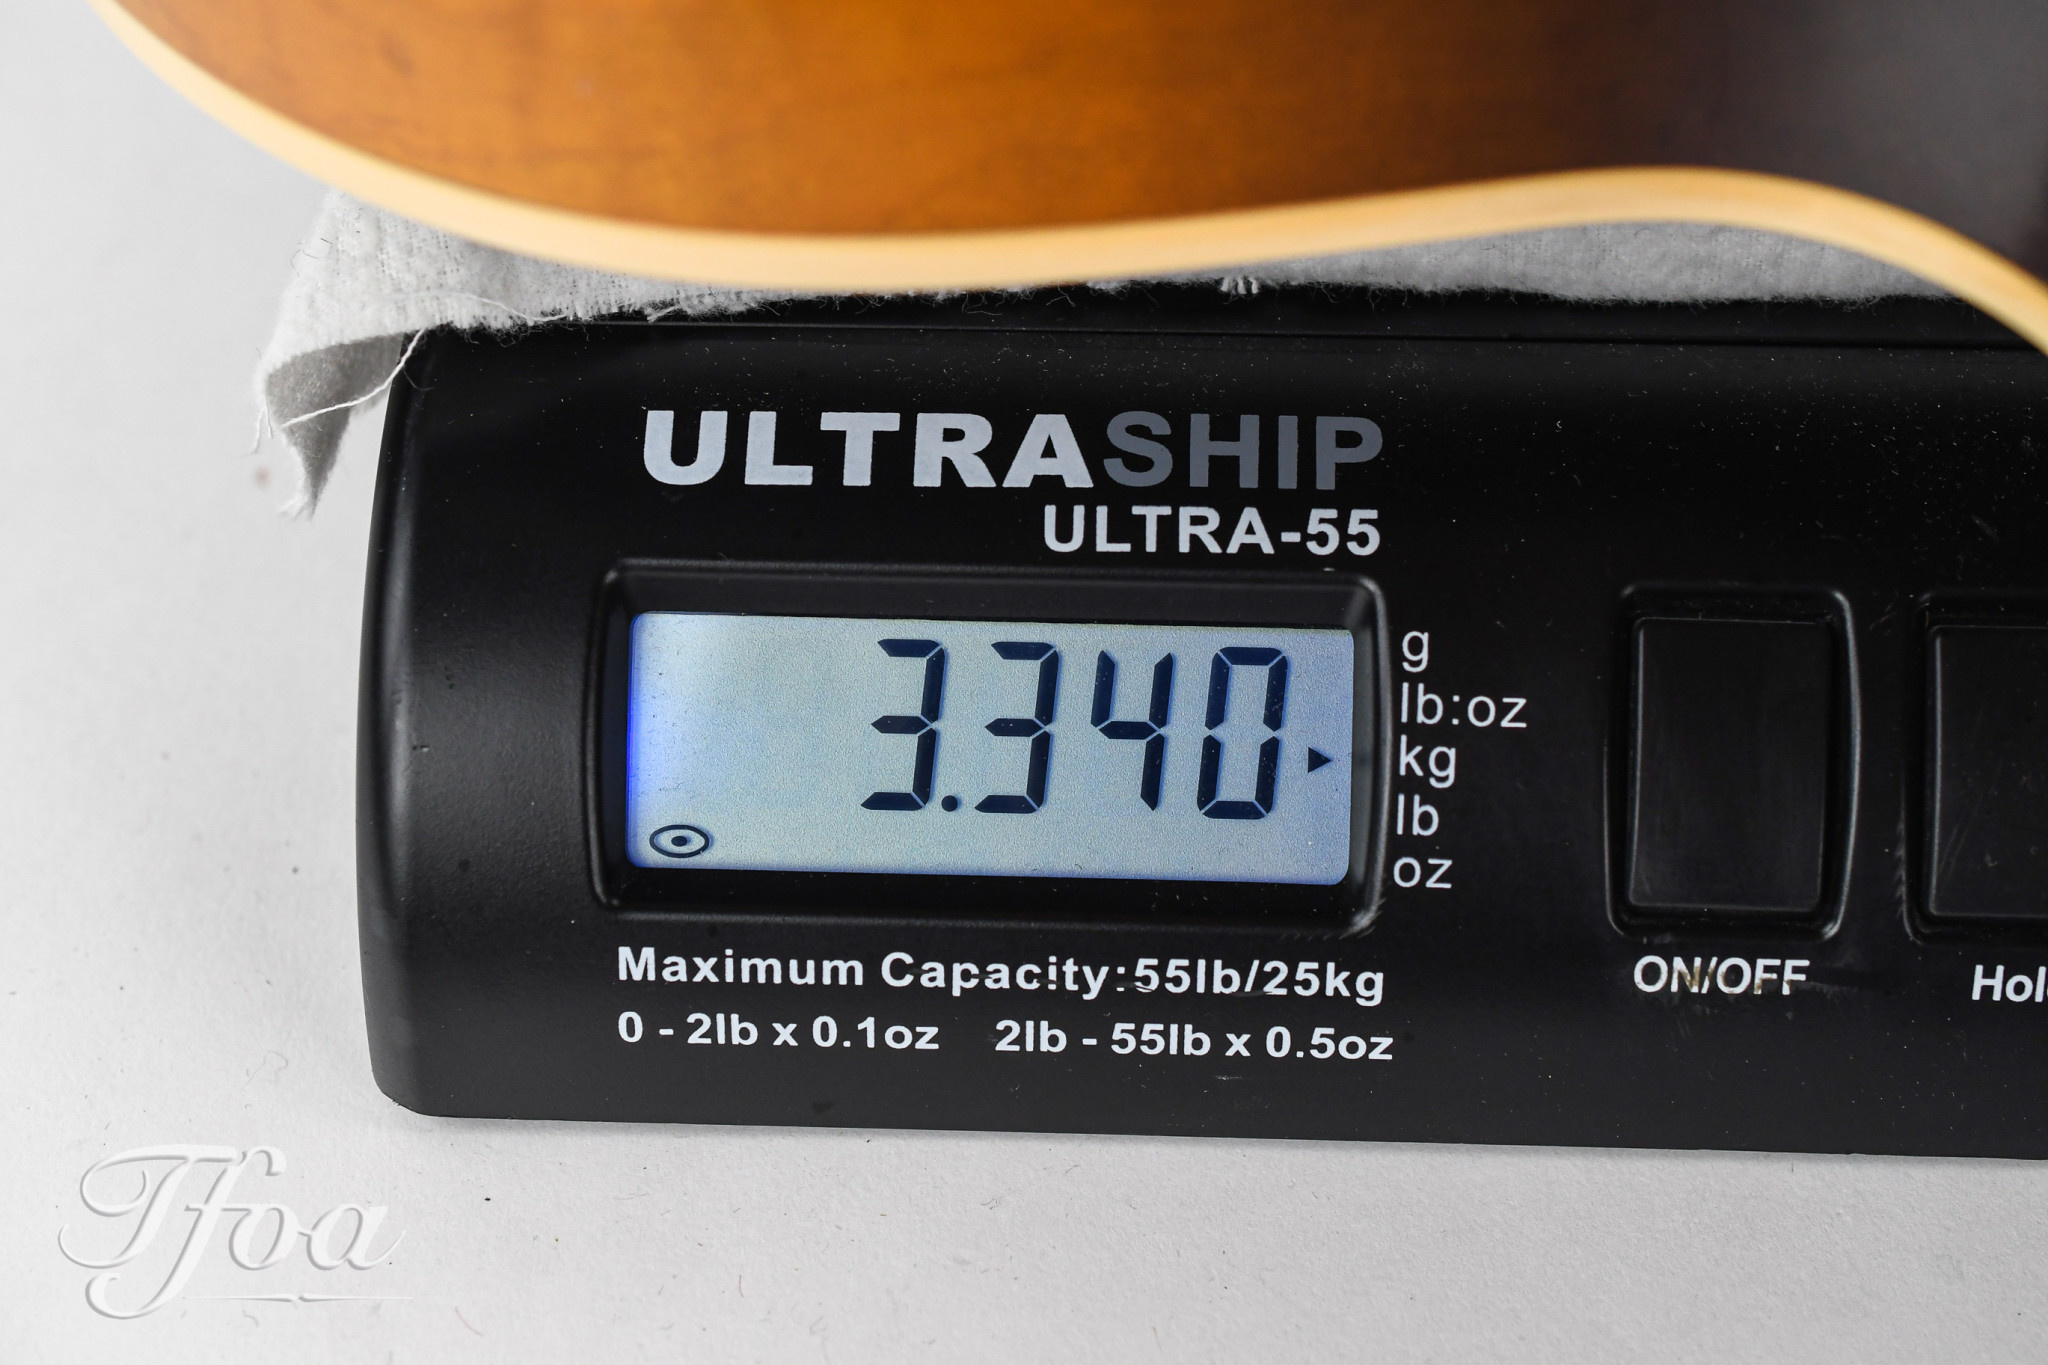 ULTRASHIP
ULTRA-55
3.340
g
lb:oz
kg
lb
oz
Maximum Capacity:55lb/25kg
0 - 2lb x 0.1oz 2lb - 55lb x 0.5oz
ON/OFF
Hol
Tfoa